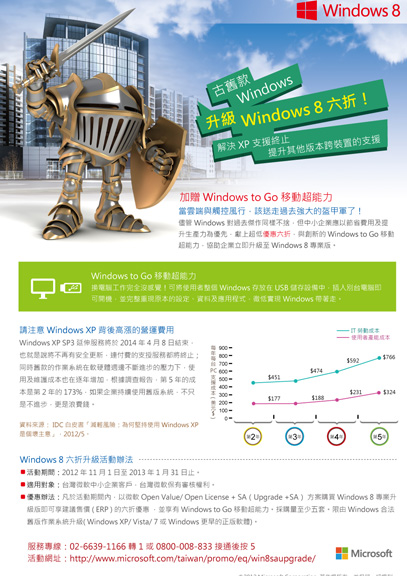 Windows 8
古舊款
Windows
升級 Windows 8 六折！
解決 XP 支援終止
提升其他版本跨裝置的支援
加贈 Windows to Go 移動超能力
當雲端與觸控風行，該送走過去強大的盔甲軍了！
儘管 Windows 對過去傑作同樣不捨，但中小企業應以節省費用及提
升生產力為優先，獻上超低優惠六折，與創新的 Windows to Go 移動
超能力，協助企業立即升級至 Windows 8 專業版。
Windows to Go 移動超能力
換電腦工作完全沒感覺！可將使用者整個 Windows 存放在 USB 儲存設備中，插入別台電腦即
可開機，並完整重現原本的設定、資料及應用程式，徹底實現 Windows 帶著走。
請注意 Windows XP 背後高漲的營運費用
Windows XP SP3 延伸服務將於 2014 年 4 月 8 日結束，
也就是說將不再有安全更新，連付費的支援服務都將終止；
同時舊款的作業系統在軟硬體週邊不斷進步的壓力下，使
用及維護成本也在逐年增加，根據調查報告，第 5 年的成
本是第 2 年的 173%，如果企業持續使用舊版系統，不只
是不進步，更是浪費錢。
資料來源： IDC 白皮書「減輕風險：為何堅持使用 Windows XP
是個壞主意」，2012/5。
IT 勞動成本
使用者產能成本
900
800
700
600
500
400
300
200
100
0
$451
$474
$592
$766
$177
$188
$231
$324
第2年
第3年
第4年
第5年
Windows 8 六折升級活動辦法
■ 活動期間：2012 年 11 月 1 日至 2013 年 1 月 31 日止。
■ 適用對象：台灣微軟中小企業客戶，台灣微軟保有審核權利。
■ 優惠辦法：凡於活動期間內，以微軟 Open Value/ Open License + SA ( Upgrade +SA ) 方案購買 Windows 8 專業升
級版即可享建議售價 ( ERP ) 的六折優惠，並享有 Windows to Go 移動超能力。採購量至少五套。限由 Windows 合法
舊版作業系統升級 ( Windows XP/ Vista/ 7 或 Windows 更早的正版軟體)。
服務專線：02-6639-1166 轉 1 或 0800-008-833 接通後按 5
活動網址：http://www.microsoft.com/taiwan/promo/eq/win8saupgrade/
Microsoft